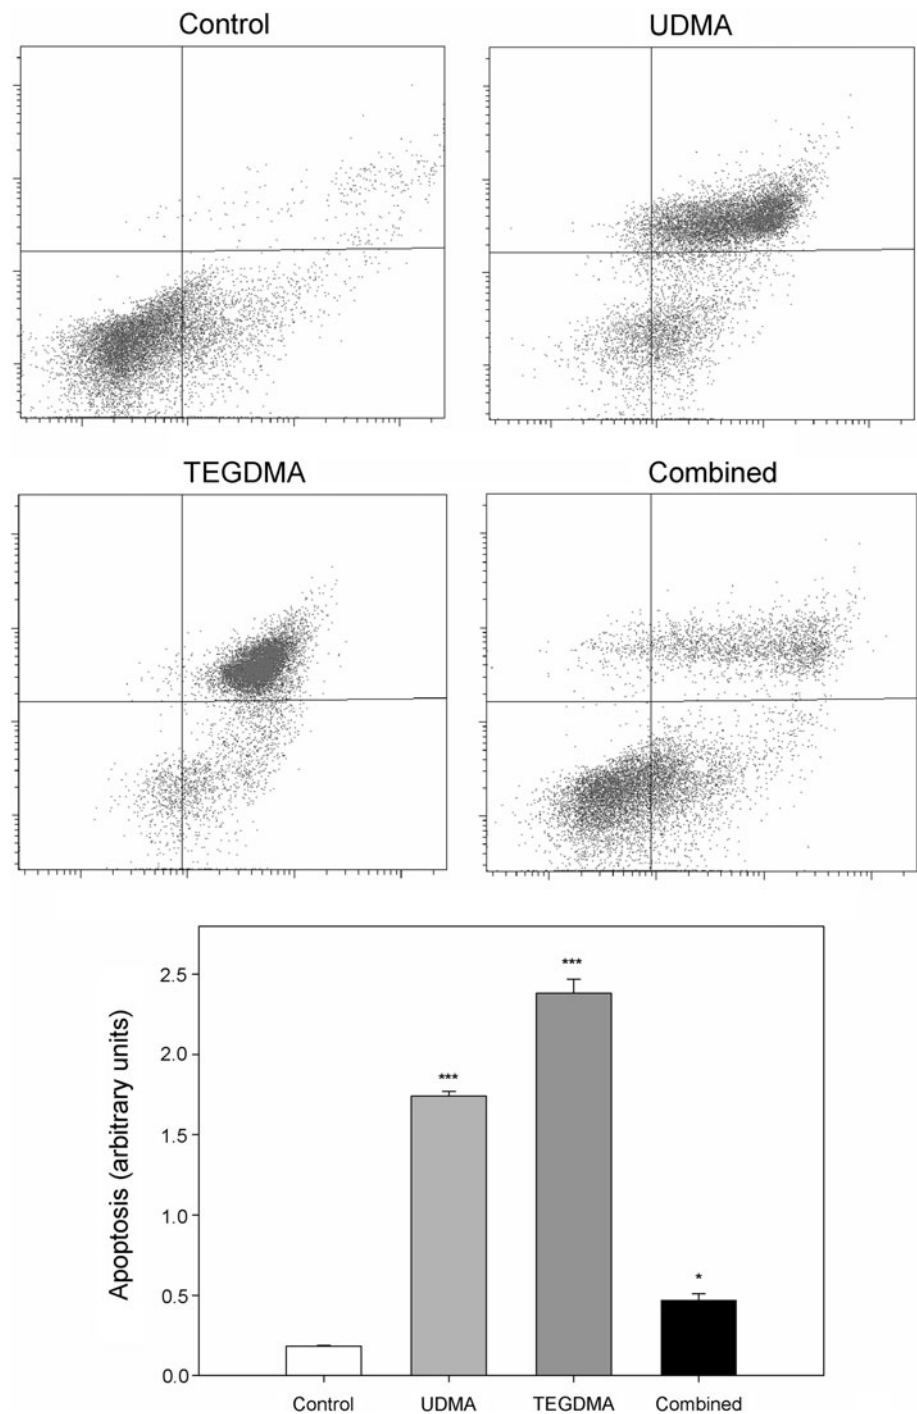 Control UDMA
TEGDMA Combined
Apoptosis (arbitrary units)
2.5
2.0
1.5
1.0
0.5
0.0
***
***
*
Control UDMA TEGDMA Combined